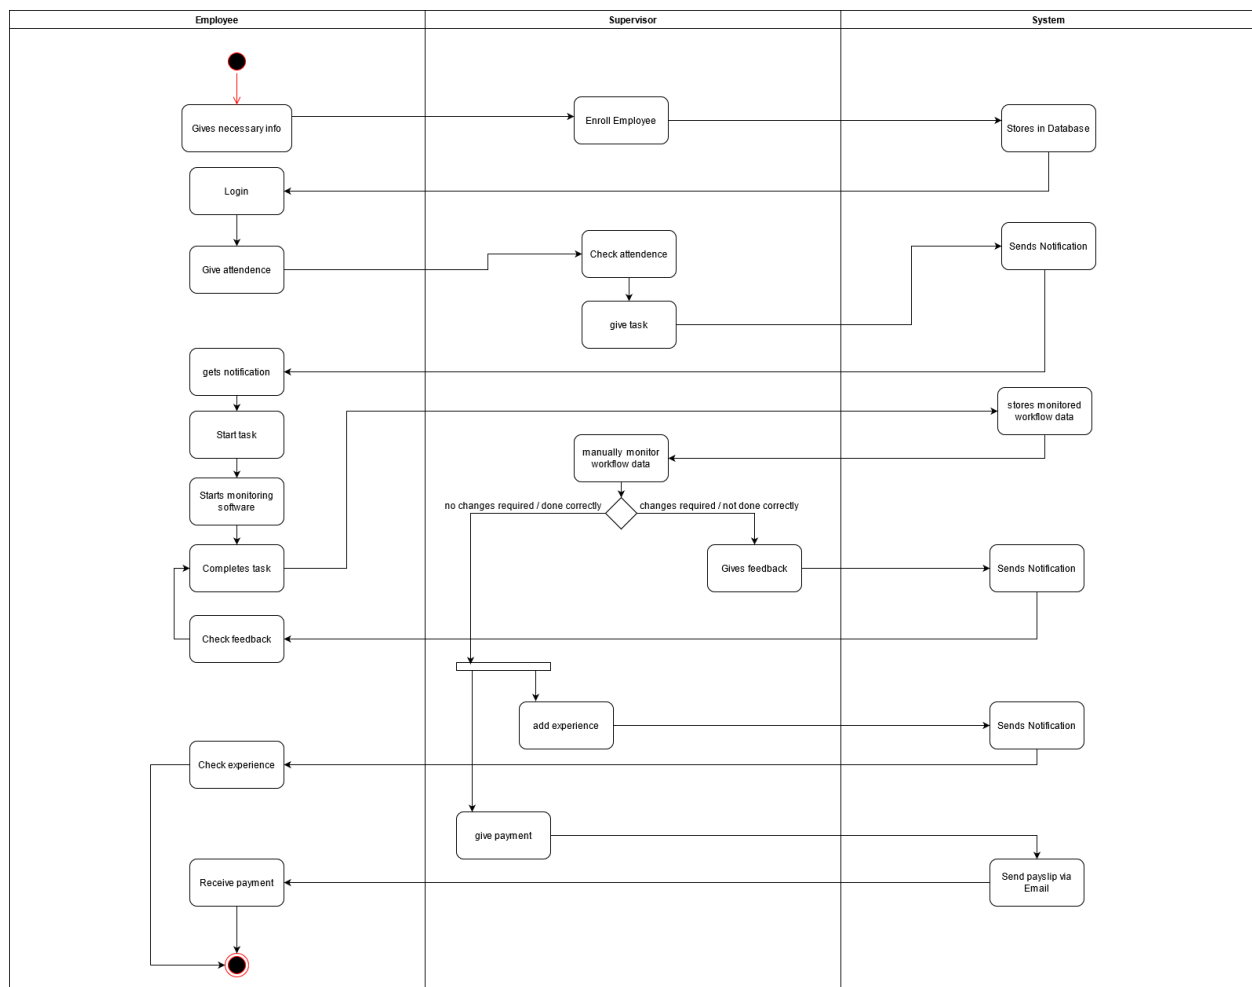 Employee
Supervisor
System
Gives necessary info
Enroll Employee
Stores in Database
Login
Give attendence
Check attendence
Sends Notification
give task
gets notification
stores monitored
workflow data
Start task
manually monitor
workflow data
Starts monitoring
software
no changes required / done correctly
changes required / not done correctly
Completes task
Gives feedback
Sends Notification
Check feedback
add experience
Sends Notification
Check experience
give payment
Receive payment
Send payslip via
Email